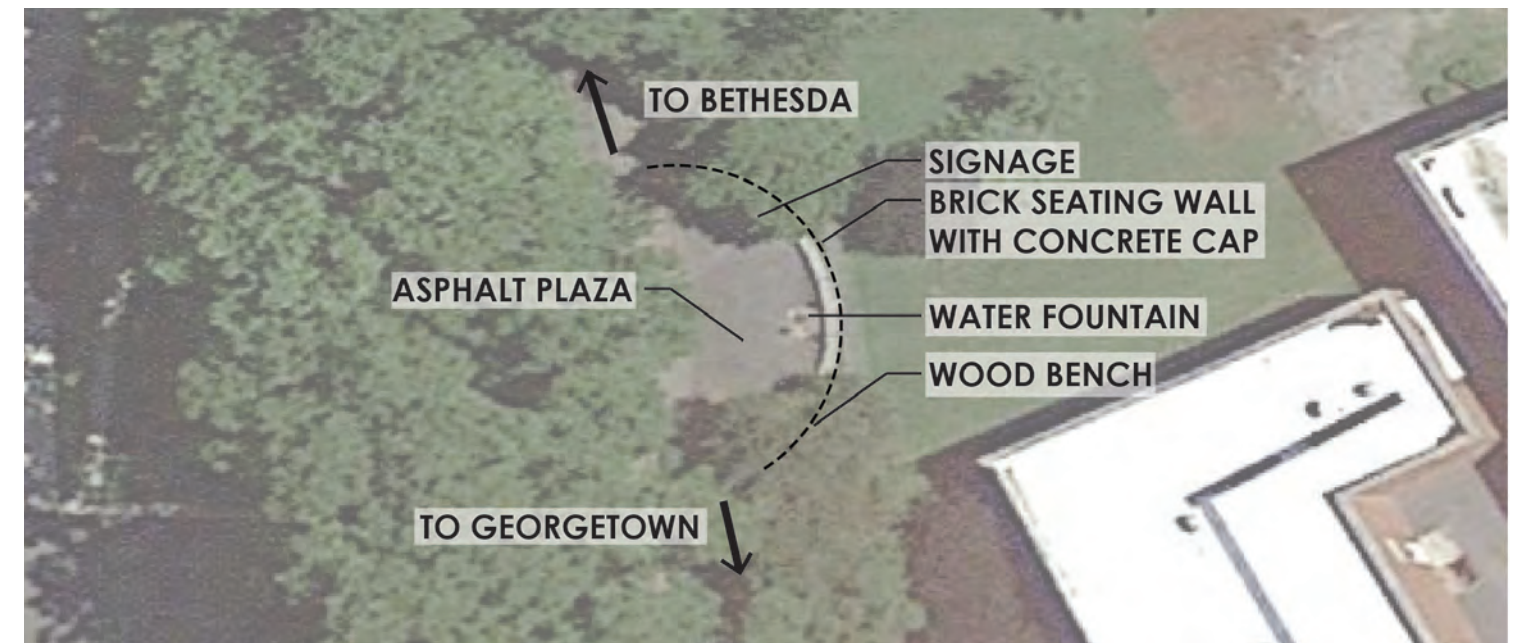 TO BETHESDA
SIGNAGE
BRICK SEATING WALL
WITH CONCRETE CAP
ASPHALT PLAZA
WATER FOUNTAIN
WOOD BENCH
TO GEORGETOWN